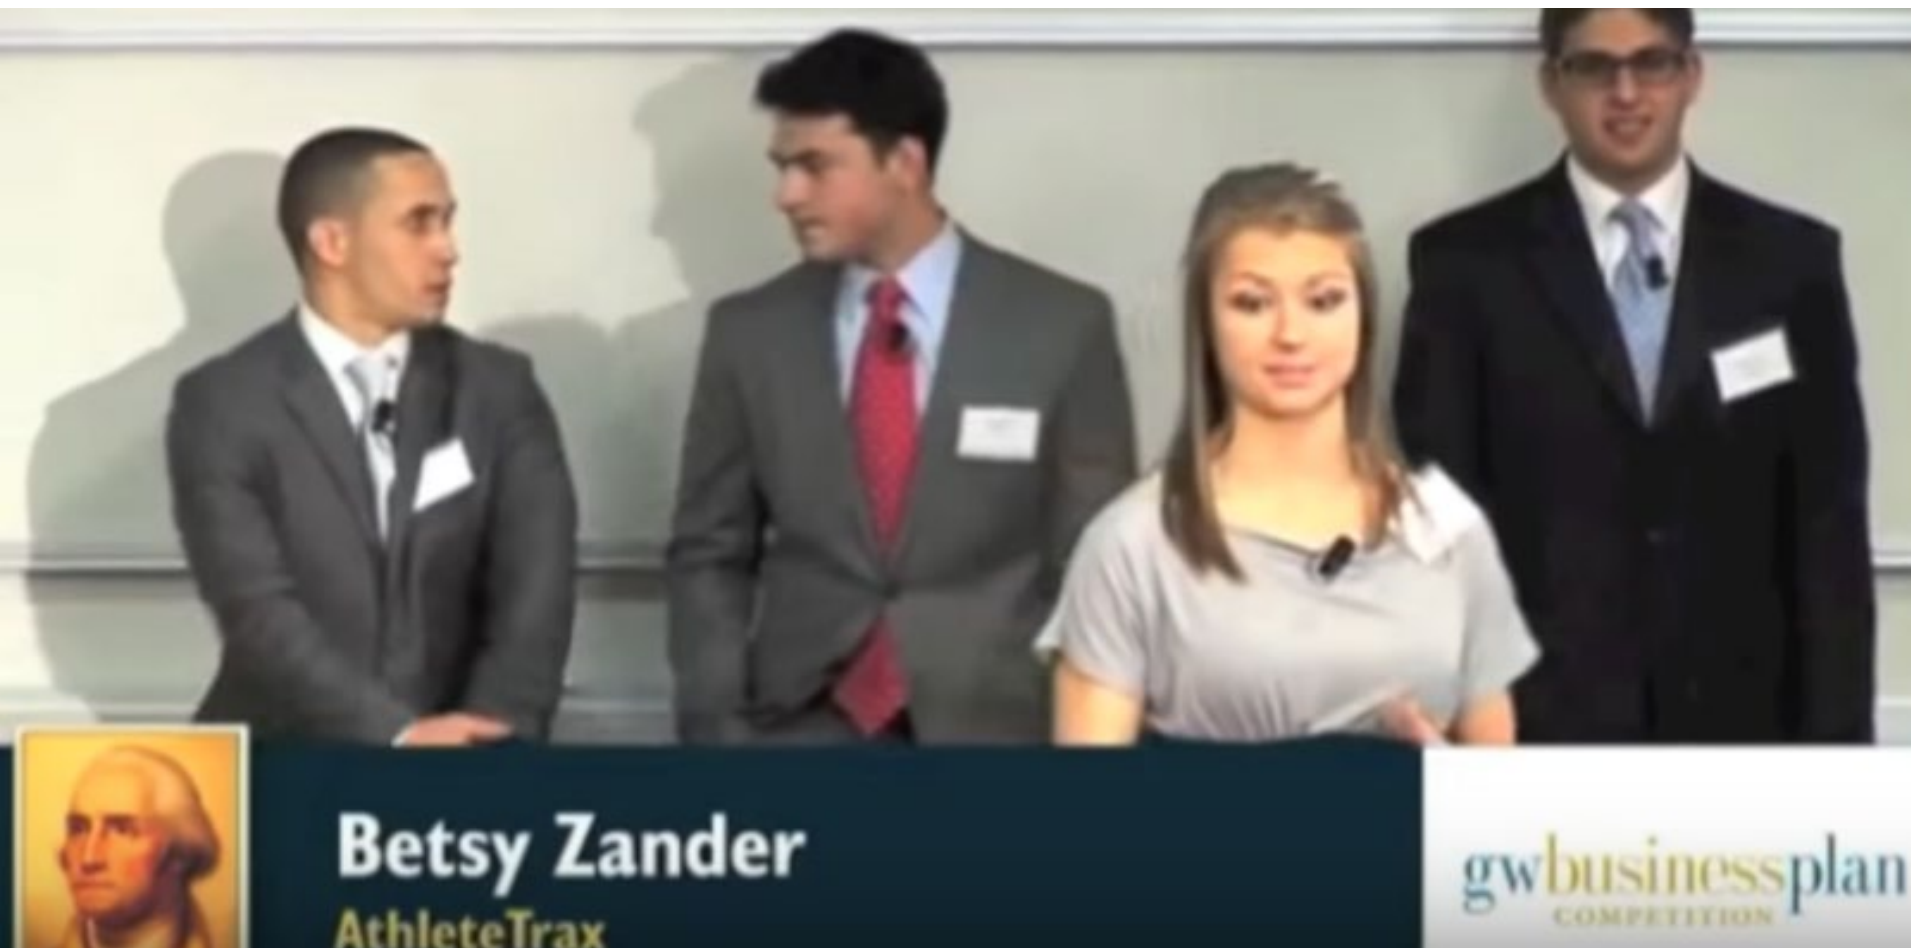 Betsy Zander
AthleteTrax
gwbusinessplan
COMPETITION